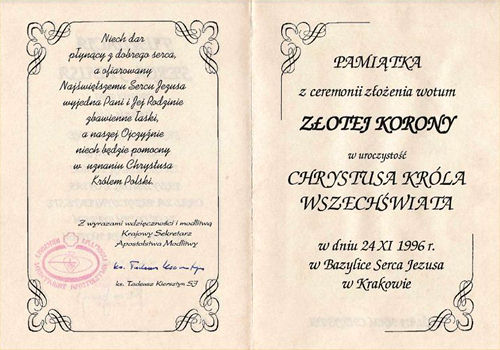 Niech dar
płynący z dobrego serca,
a ofiarowany
Najświętszemu Sercu Jezusa
wyjedna Pani i Jej Rodzinie
zbawienne łaski,
a naszej Ojczyźnie
niech będzie pomocny
w uznaniu Chrystusa
Królem Polski.
Z wyrazami wdzięczności i modlitwą
Krajowy Sekretarz
Apostolstwa Modlitwy
ks. Tadeusz
ks. Tadeusz Kiersztyn SJ
PAMIĄTKA
z ceremonii złożenia wotum
ZŁOTEJ KORONY
w uroczystość
CHRYSTUSA KRÓLA
WSZECHŚWIATA
w dniu 24 XI 1996 r.
w Bazylice Serca Jezusa
w Krakowie